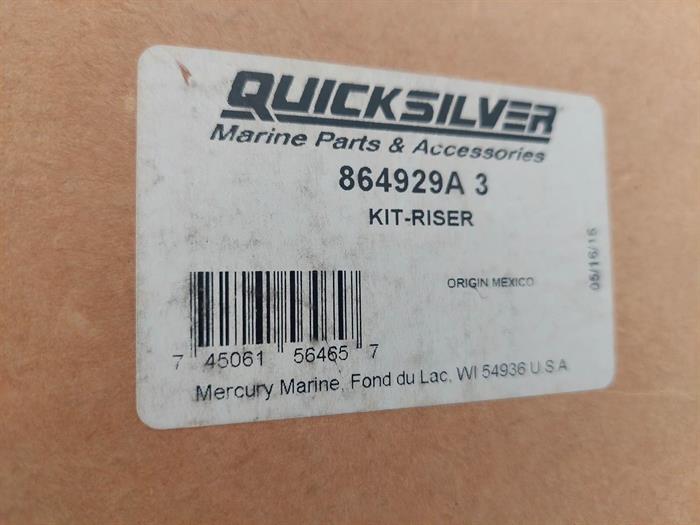 QUICKSILVER
Marine Parts & Accessories
864929A 3
KIT-RISER
ORIGIN MEXICO
05/16/16
7 45061 56465 7
Mercury Marine, Fond du Lac, WI 54936 U.S.A.